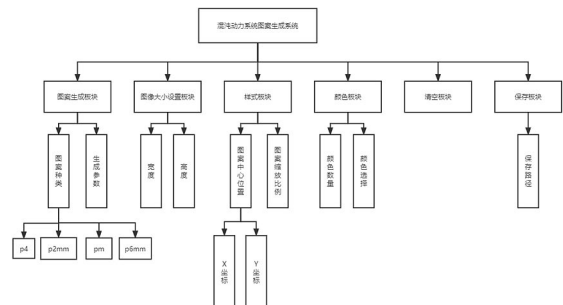 混沌动力系统图案生成系统
图案生成板块
图像大小设置板块
样式板块
颜色板块
清空板块
保存板块
图案种类
生成参数
宽度
高度
图案中心位置
图案缩放比例
颜色数量
颜色选择
保存路径
p4
p2mm
pm
p6mm
X坐标
Y坐标